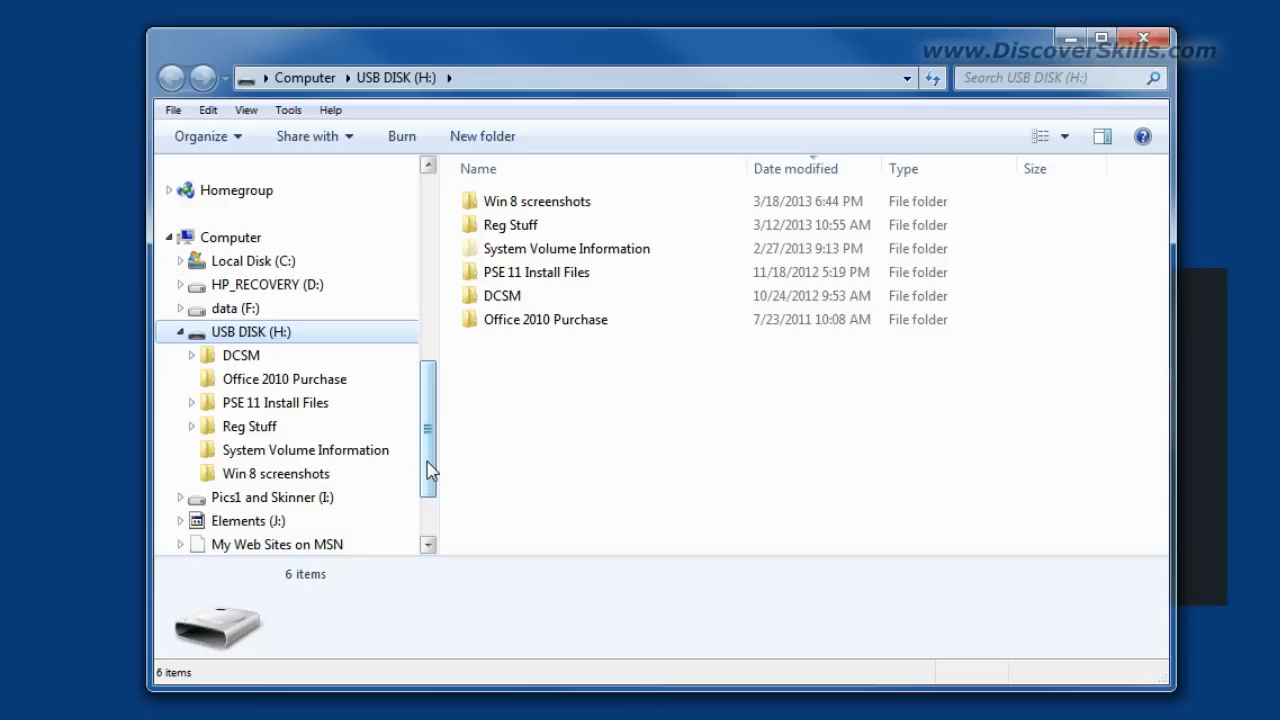 www.DiscoverSkills.com
Computer USB DISK (H:)
Search USB DISK (H:)
File Edit View Tools Help
Organize Share with Burn New folder
Name Date modified Type Size
Homegroup
Computer
Local Disk (C:)
HP_RECOVERY (D:)
data (F:)
USB DISK (H:)
DCSM
Office 2010 Purchase
PSE 11 Install Files
Reg Stuff
System Volume Information
Win 8 screenshots
Pics1 and Skinner (I:)
Elements (J:)
My Web Sites on MSN
Win 8 screenshots 3/18/2013 6:44 PM File folder
Reg Stuff 3/12/2013 10:55 AM File folder
System Volume Information 2/27/2013 9:13 PM File folder
PSE 11 Install Files 11/18/2012 5:19 PM File folder
DCSM 10/24/2012 9:53 AM File folder
Office 2010 Purchase 7/23/2011 10:08 AM File folder
6 items
6 items